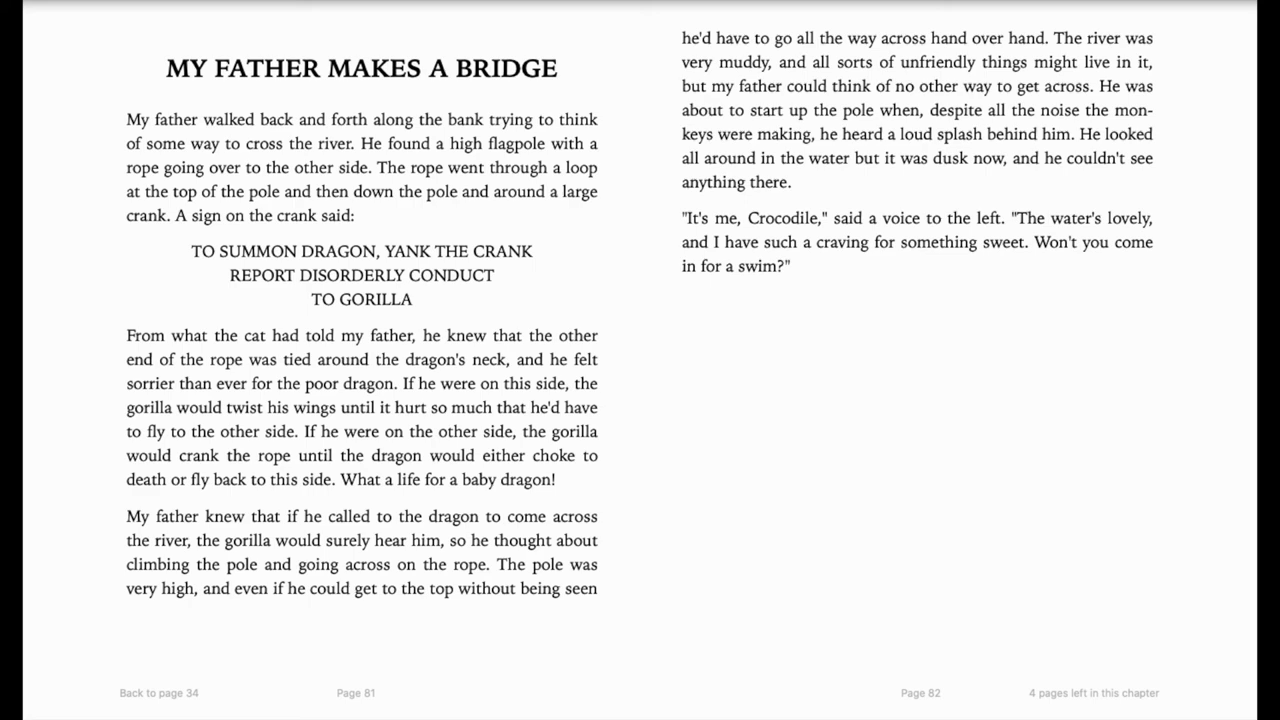 MY FATHER MAKES A BRIDGE
My father walked back and forth along the bank trying to think
of some way to cross the river. He found a high flagpole with a
rope going over to the other side. The rope went through a loop
at the top of the pole and then down the pole and around a large
crank. A sign on the crank said:
TO SUMMON DRAGON, YANK THE CRANK
REPORT DISORDERLY CONDUCT
TO GORILLA
From what the cat had told my father, he knew that the other
end of the rope was tied around the dragon's neck, and he felt
sorrier than ever for the poor dragon. If he were on this side, the
gorilla would twist his wings until it hurt so much that he'd have
to fly to the other side. If he were on the other side, the gorilla
would crank the rope until the dragon would either choke to
death or fly back to this side. What a life for a baby dragon!
My father knew that if he called to the dragon to come across
the river, the gorilla would surely hear him, so he thought about
climbing the pole and going across on the rope. The pole was
very high, and even if he could get to the top without being seen
he'd have to go all the way across hand over hand. The river was
very muddy, and all sorts of unfriendly things might live in it,
but my father could think of no other way to get across. He was
about to start up the pole when, despite all the noise the mon-
keys were making, he heard a loud splash behind him. He looked
all around in the water but it was dusk now, and he couldn't see
anything there.
"It's me, Crocodile," said a voice to the left. "The water's lovely,
and I have such a craving for something sweet. Won't you come
in for a swim?"
Back to page 34
Page 81
Page 82
4 pages left in this chapter